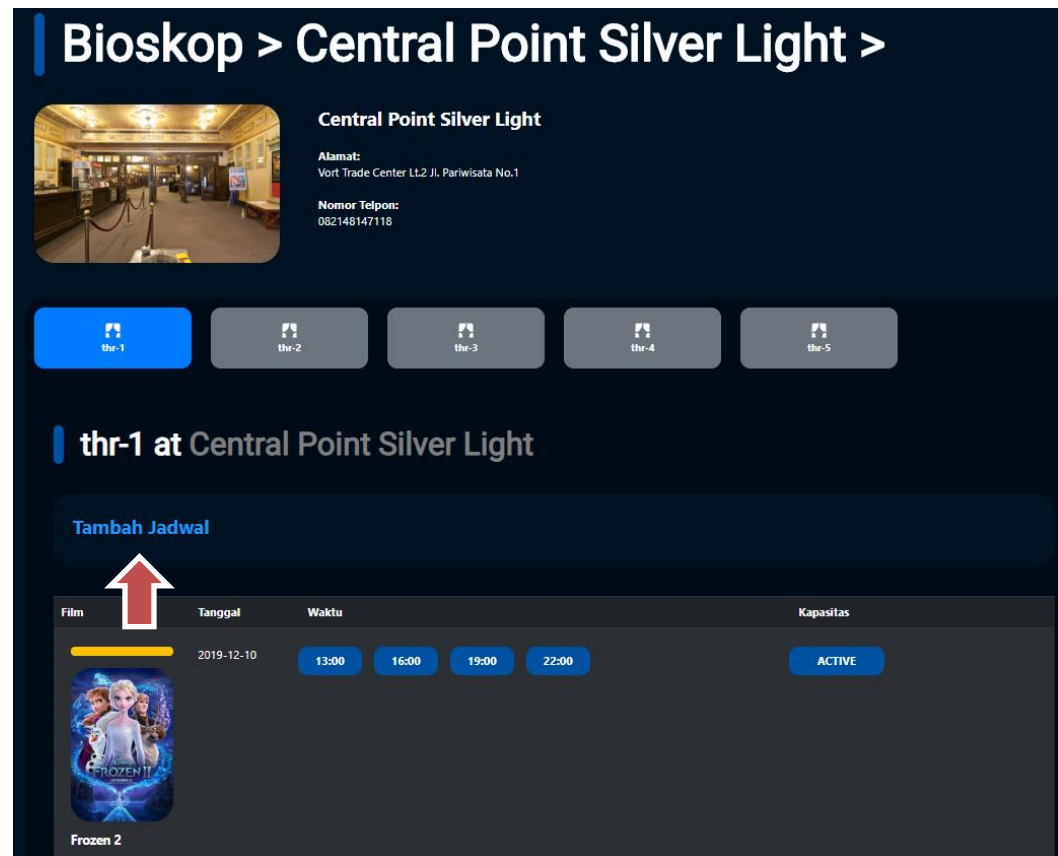 Bioskop > Central Point Silver Light >
Central Point Silver Light
Alamat:
Vort Trade Center Lt.2 Jl. Pariwisata No.1
Nomor Telpon:
082148147118
thr-1 thr-2 thr-3 thr-4 thr-5
thr-1 at Central Point Silver Light
Tambah Jadwal
Film Tanggal Waktu Kapasitas
2019-12-10 13:00 16:00 19:00 22:00 ACTIVE
FROZEN II
Frozen 2